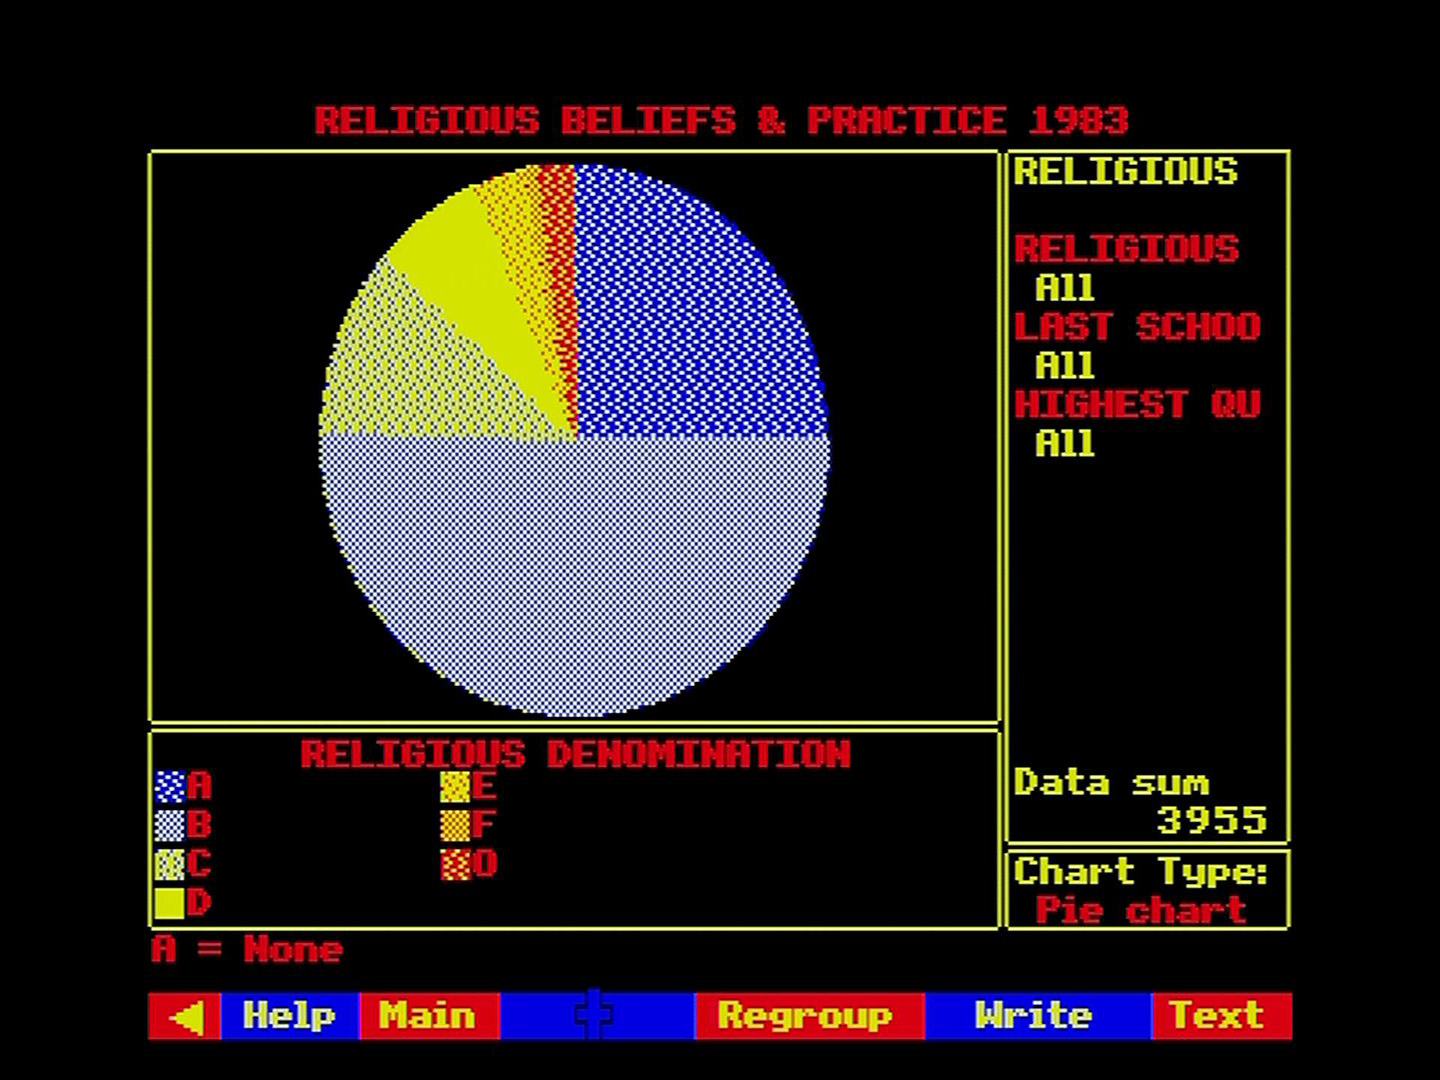 RELIGIOUS BELIEFS & PRACTICE 1983
RELIGIOUS
RELIGIOUS
All
LAST SCHOO
All
HIGHEST QU
All
Data sum
3955
Chart Type:
Pie chart
RELIGIOUS DENOMINATION
A
B
C
D
E
F
O
A = None
Help Main Regroup Write Text